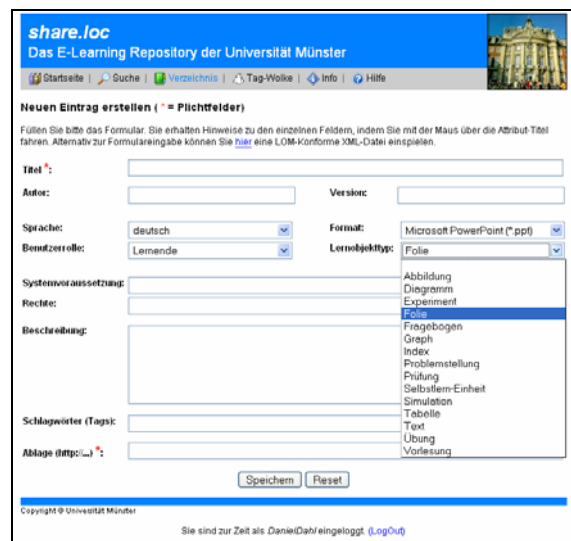 share.loc
Das E-Learning Repository der Universität Münster
Startseite | Suche | Verzeichnis | Tag-Wolke | Info | Hilfe
Neuen Eintrag erstellen ( * = Plichtfelder)
Füllen Sie bitte das Formular. Sie erhalten Hinweise zu den einzelnen Feldern, indem Sie mit der Maus über die Attribut-Titel
fahren. Alternativ zur Formulareingabe können Sie hier eine LOM-Konforme XML-Datei einspielen.
Titel *:
Autor: Version:
Sprache: deutsch Format: Microsoft PowerPoint (*.ppt)
Benutzerrolle: Lernende Lernobjekttyp: Folie
Systemvoraussetzung:
Rechte:
Beschreibung:
Abbildung
Diagramm
Experiment
Folie
Fragebogen
Graph
Index
Problemstellung
Prüfung
Selbstlern-Einheit
Simulation
Tabelle
Text
Übung
Vorlesung
Schlagwörter (Tags):
Ablage (http://...) *:
Speichern Reset
Copyright © Universität Münster
Sie sind zur Zeit als DanielDahl eingeloggt. (LogOut)